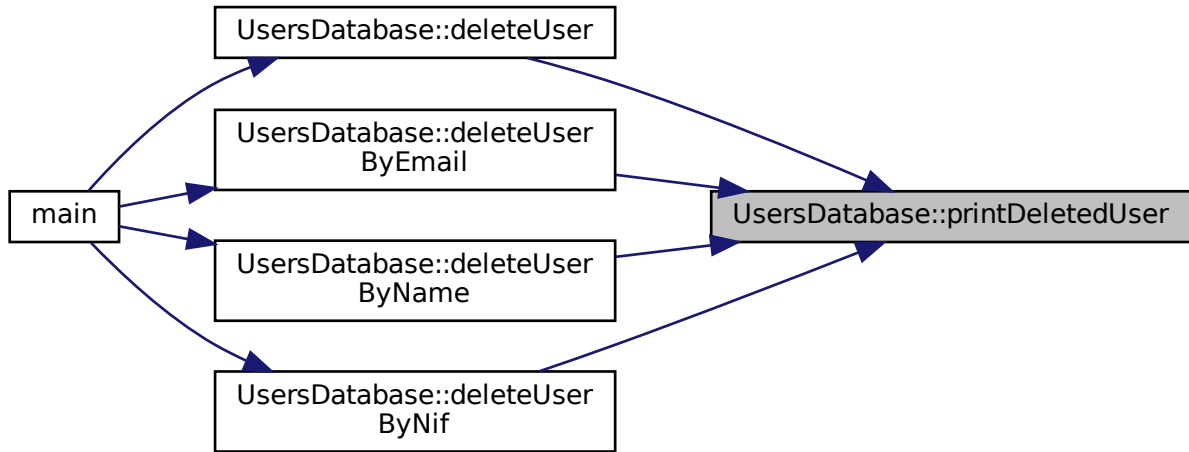 UsersDatabase::deleteUser
UsersDatabase::deleteUser
ByEmail
main
UsersDatabase::printDeletedUser
UsersDatabase::deleteUser
ByName
UsersDatabase::deleteUser
ByNif